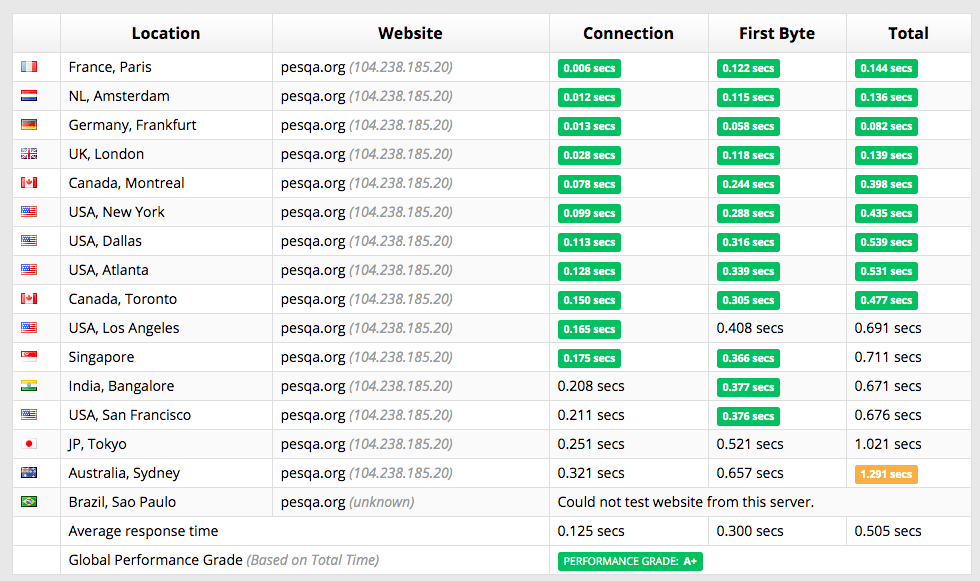 Location Website Connection First Byte Total
France, Paris pesqa.org (104.238.185.20) 0.006 secs 0.122 secs 0.144 secs
NL, Amsterdam pesqa.org (104.238.185.20) 0.012 secs 0.115 secs 0.136 secs
Germany, Frankfurt pesqa.org (104.238.185.20) 0.013 secs 0.058 secs 0.082 secs
UK, London pesqa.org (104.238.185.20) 0.028 secs 0.118 secs 0.139 secs
Canada, Montreal pesqa.org (104.238.185.20) 0.078 secs 0.244 secs 0.398 secs
USA, New York pesqa.org (104.238.185.20) 0.099 secs 0.288 secs 0.435 secs
USA, Dallas pesqa.org (104.238.185.20) 0.113 secs 0.316 secs 0.539 secs
USA, Atlanta pesqa.org (104.238.185.20) 0.128 secs 0.339 secs 0.531 secs
Canada, Toronto pesqa.org (104.238.185.20) 0.150 secs 0.305 secs 0.477 secs
USA, Los Angeles pesqa.org (104.238.185.20) 0.165 secs 0.408 secs 0.691 secs
Singapore pesqa.org (104.238.185.20) 0.175 secs 0.366 secs 0.711 secs
India, Bangalore pesqa.org (104.238.185.20) 0.208 secs 0.377 secs 0.671 secs
USA, San Francisco pesqa.org (104.238.185.20) 0.211 secs 0.376 secs 0.676 secs
JP, Tokyo pesqa.org (104.238.185.20) 0.251 secs 0.521 secs 1.021 secs
Australia, Sydney pesqa.org (104.238.185.20) 0.321 secs 0.657 secs 1.291 secs
Brazil, Sao Paulo pesqa.org (unknown) Could not test website from this server.
Average response time 0.125 secs 0.300 secs 0.505 secs
Global Performance Grade (Based on Total Time) PERFORMANCE GRADE: A+